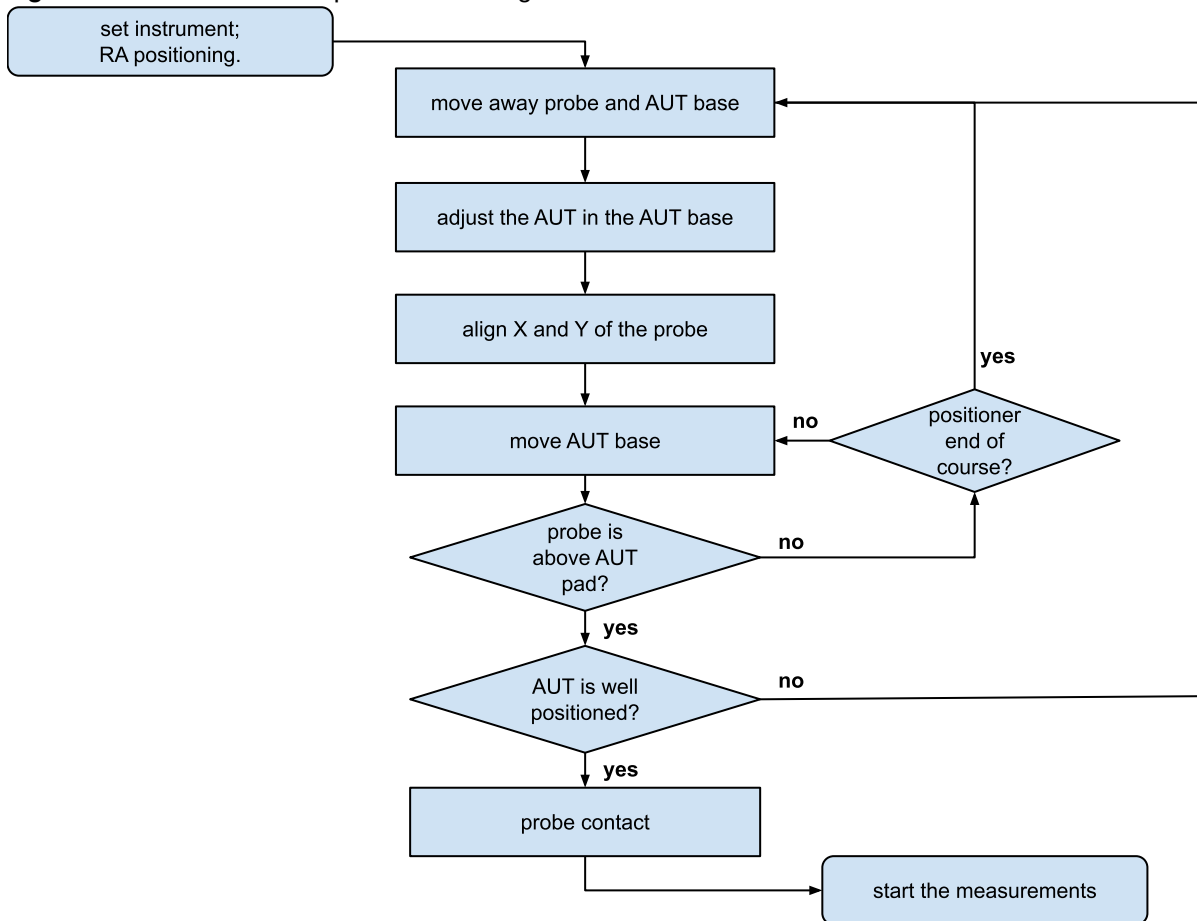 set instrument;
RA positioning.
move away probe and AUT base
adjust the AUT in the AUT base
align X and Y of the probe
yes
positioner
end of
course?
no
move AUT base
probe is
above AUT
pad?
no
yes
AUT is well
positioned?
no
yes
probe contact
start the measurements